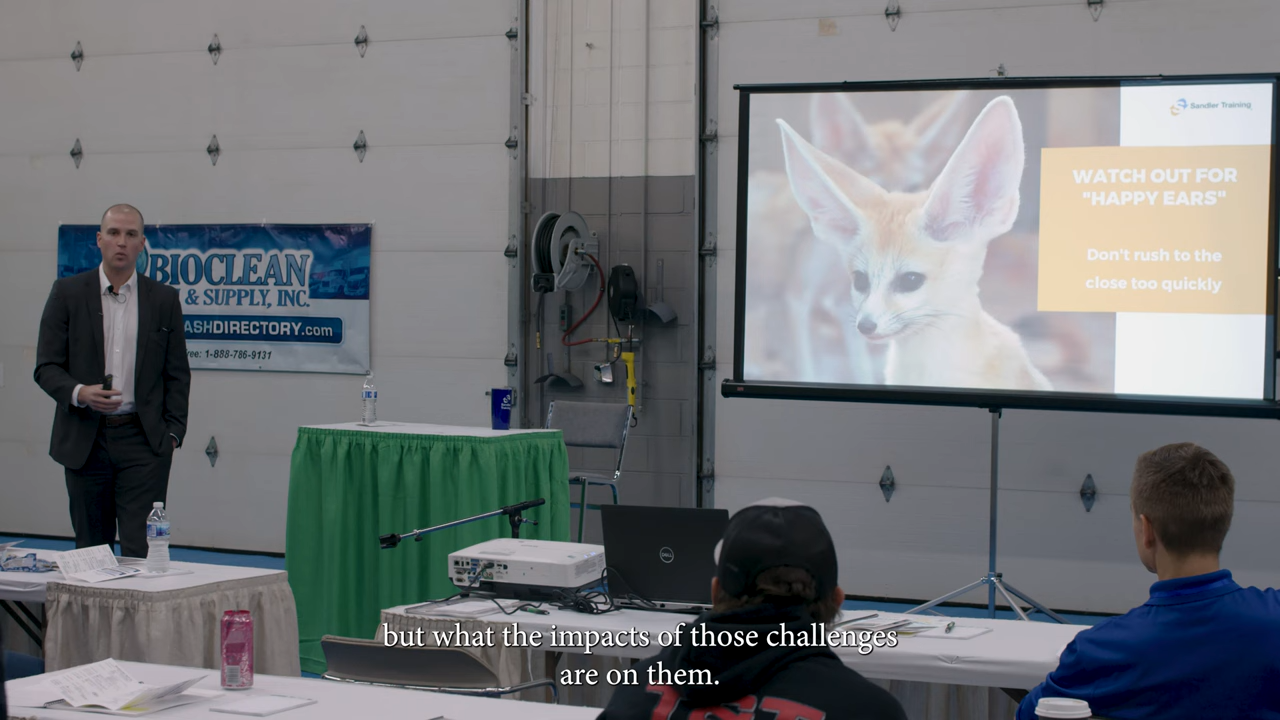 Sandler Training
WATCH OUT FOR
"HAPPY EARS"
Don't rush to the
close too quickly
BIOCLEAN
& SUPPLY, INC.
ASHDIRECTORY.com
ree: 1-888-786-9131
DELL
but what the impacts of those challenges
are on them.